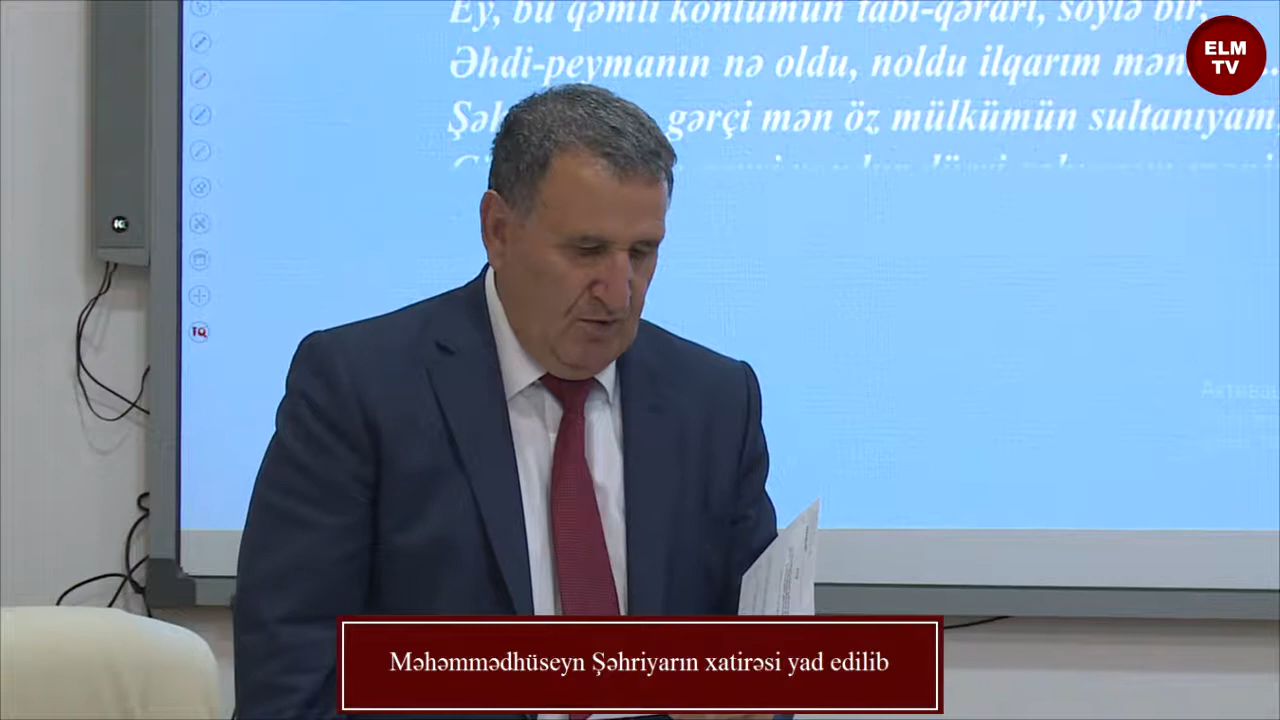 Ey, bu qəmli könlümün tabi-qərarı, söylə bir,
Əhdi-peymanın nə oldu, noldu ilqarım mən
gərçi mən öz mülkümün sultanıyam
ELM
TV
Məhəmmədhüseyn Şəhriyarın xatirəsi yad edilib